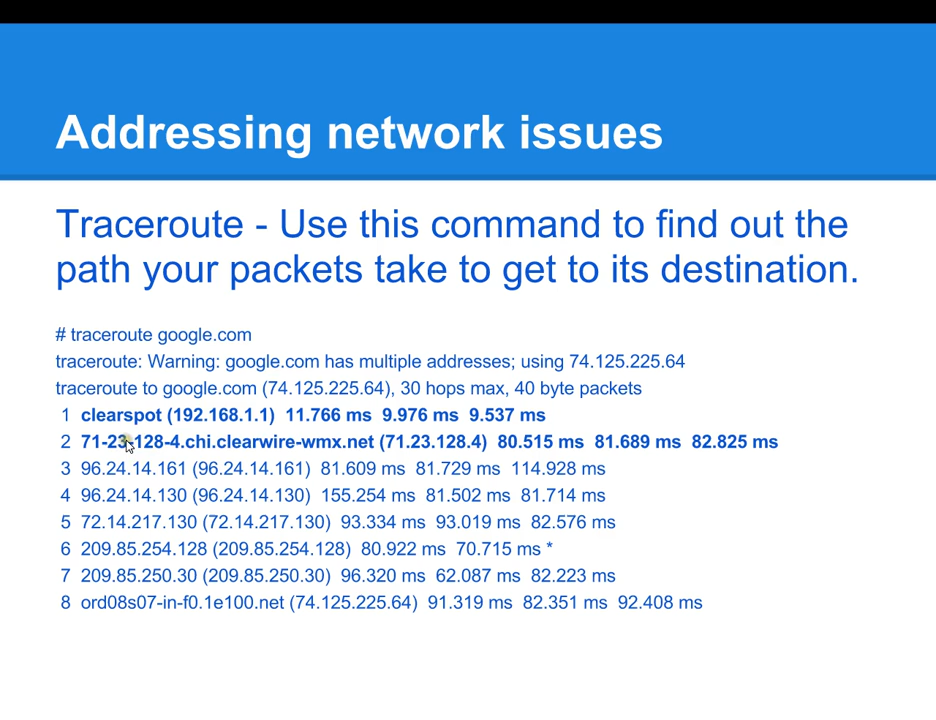 Addressing network issues
Traceroute - Use this command to find out the
path your packets take to get to its destination.
# traceroute google.com
traceroute: Warning: google.com has multiple addresses; using 74.125.225.64
traceroute to google.com (74.125.225.64), 30 hops max, 40 byte packets
1 clearspot (192.168.1.1) 11.766 ms 9.976 ms 9.537 ms
2 71-23-128-4.chi.clearwire-wmx.net (71.23.128.4) 80.515 ms 81.689 ms 82.825 ms
3 96.24.14.161 (96.24.14.161) 81.609 ms 81.729 ms 114.928 ms
4 96.24.14.130 (96.24.14.130) 155.254 ms 81.502 ms 81.714 ms
5 72.14.217.130 (72.14.217.130) 93.334 ms 93.019 ms 82.576 ms
6 209.85.254.128 (209.85.254.128) 80.922 ms 70.715 ms *
7 209.85.250.30 (209.85.250.30) 96.320 ms 62.087 ms 82.223 ms
8 ord08s07-in-f0.1e100.net (74.125.225.64) 91.319 ms 82.351 ms 92.408 ms